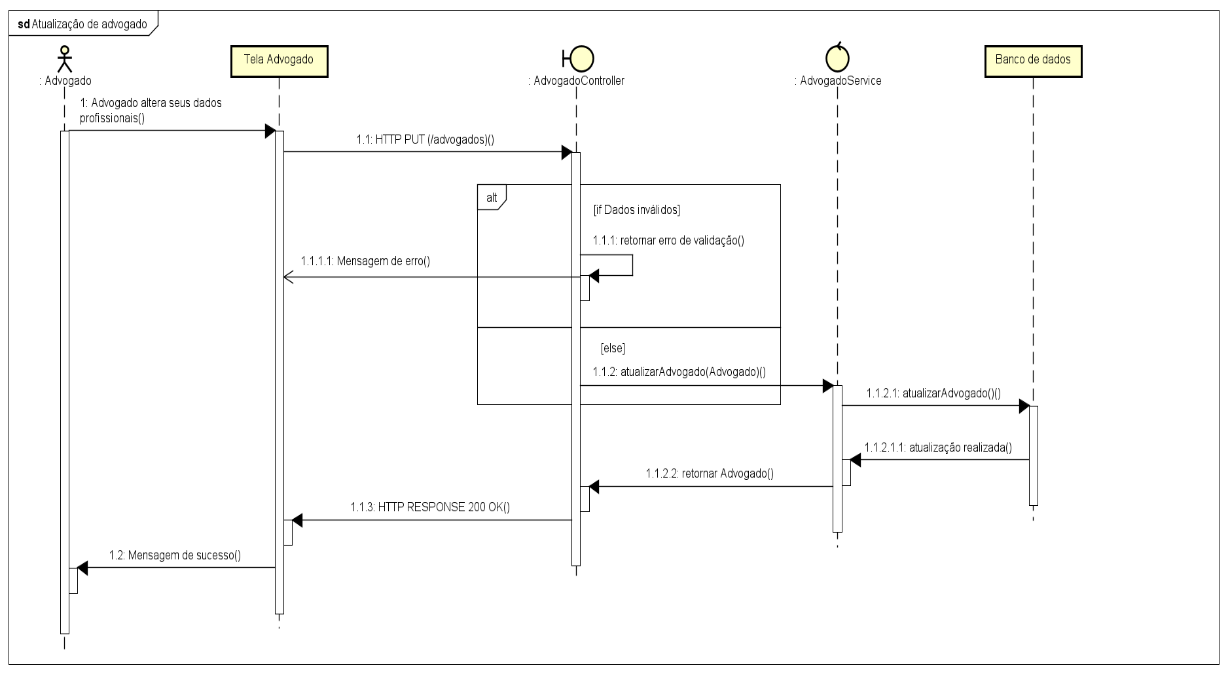 sd Atualização de advogado
: Advogado
Tela Advogado
: AdvogadoController
: AdvogadoService
Banco de dados
1: Advogado altera seus dados
profissionais()
1.1: HTTP PUT (/advogados)()
alt
[if Dados inválidos]
1.1.1: retornar erro de validação()
1.1.1.1: Mensagem de erro()
[else]
1.1.2: atualizarAdvogado(Advogado)()
1.1.2.1: atualizarAdvogado()()
1.1.2.1.1: atualização realizada()
1.1.2.2: retornar Advogado()
1.1.3: HTTP RESPONSE 200 OK()
1.2: Mensagem de sucesso()